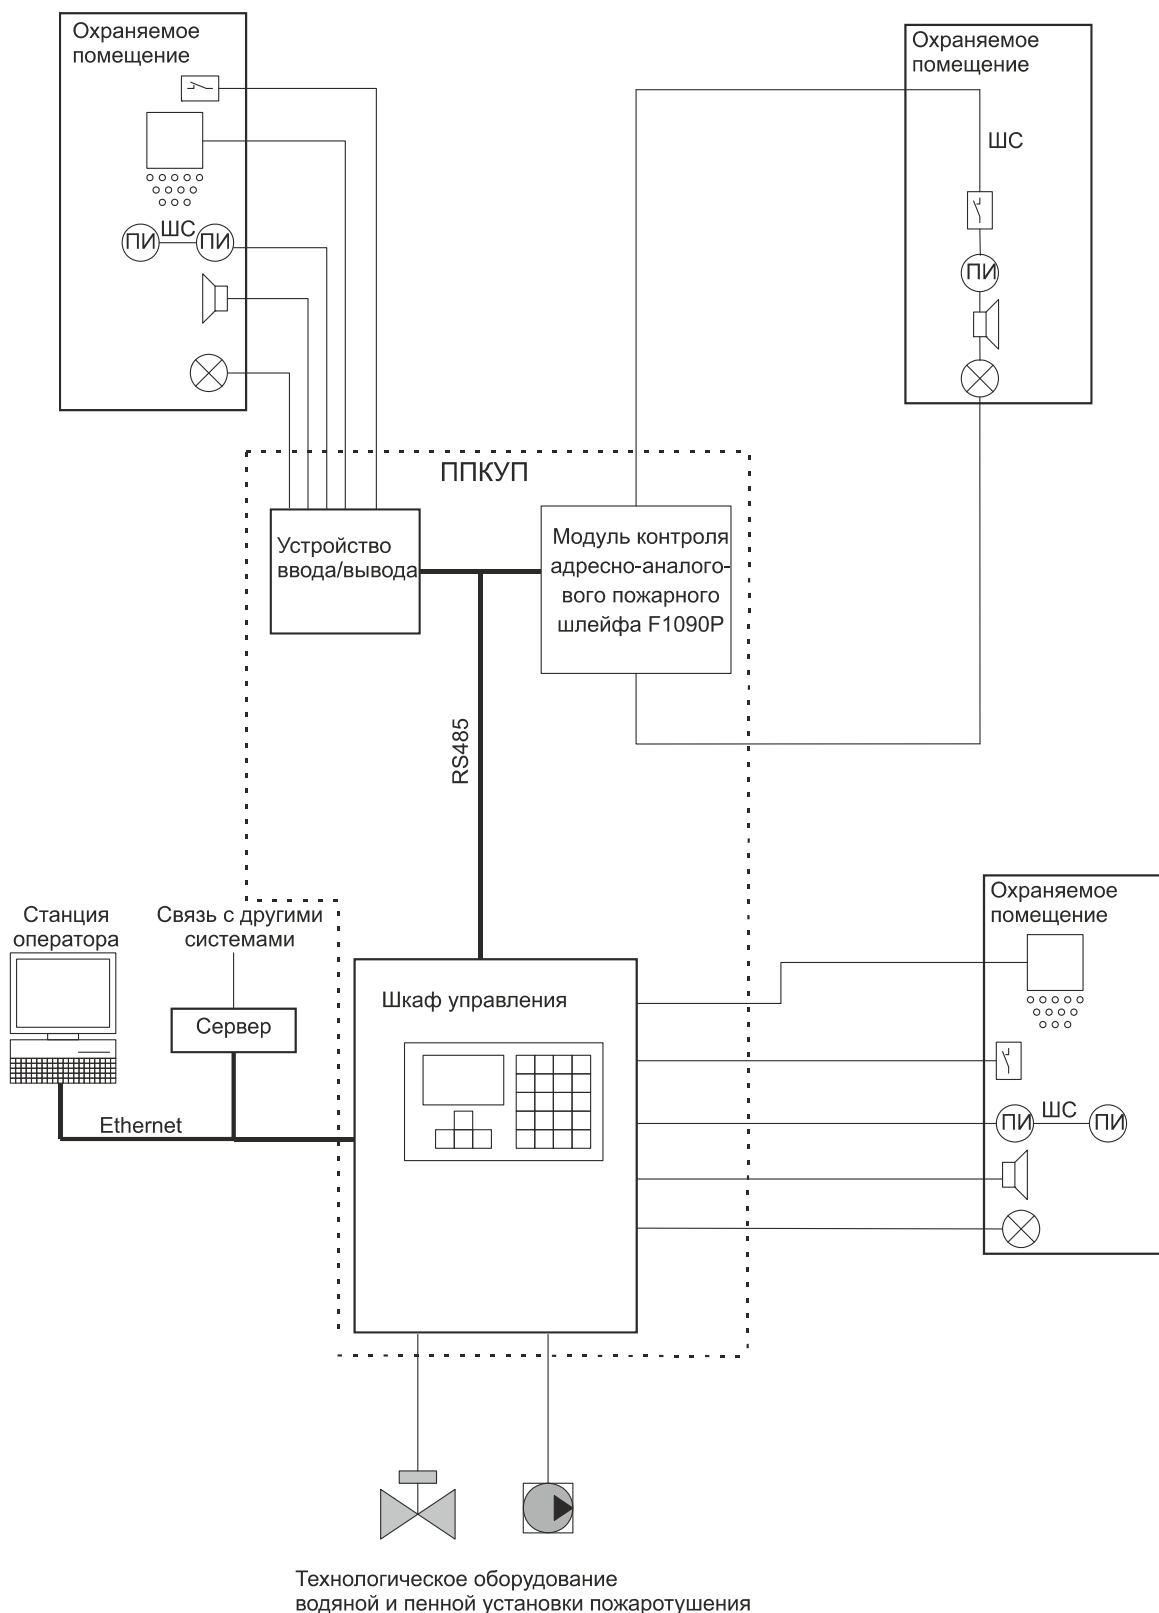 Охраняемое
помещение
ШС
ПИ
ПИ
Охраняемое
помещение
ШС
ПИ
ППКУП
Устройство
ввода/вывода
Модуль контроля
адресно-аналого-
вого пожарного
шлейфа F1090P
RS485
Станция
оператора
Связь с другими
системами
Сервер
Ethernet
Шкаф управления
Охраняемое
помещение
ПИ
ШС
ПИ
Технологическое оборудование
водяной и пенной установки пожаротушения